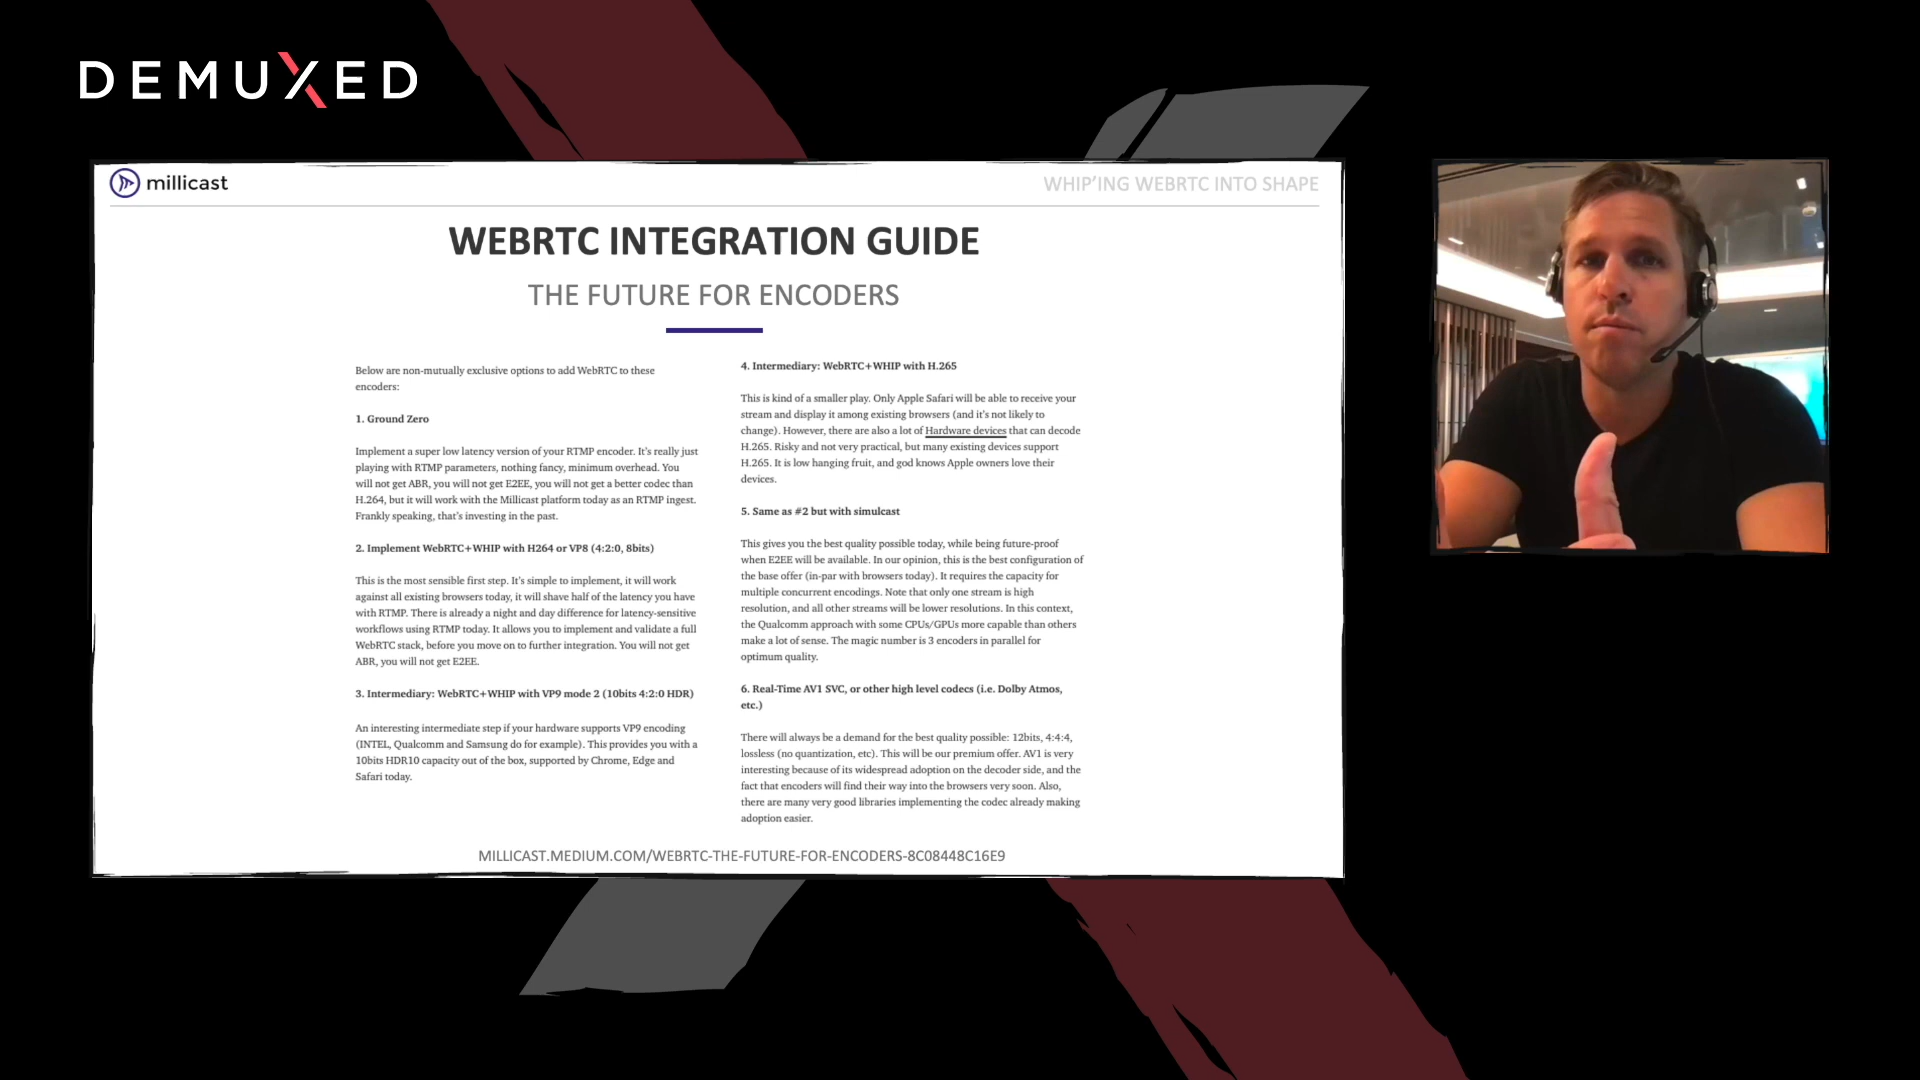 DEMUXED
millicast
WHIP'ING WEBRTC INTO SHAPE
WEBRTC INTEGRATION GUIDE
THE FUTURE FOR ENCODERS
Below are non-mutually exclusive options to add WebRTC to these
encoders:
1. Ground Zero
Implement a super low latency version of your RTMP encoder. It's really just
playing with RTMP parameters, nothing fancy, minimum overhead. You
will not get ABR, you will not get E2EE, you will not get a better codec than
H.264, but it will work with the Millicast platform today as an RTMP ingest.
Frankly speaking, that's investing in the past.
2. Implement WebRTC+WHIP with H264 or VP8 (4:2:0, 8bits)
This is the most sensible first step. It's simple to implement, it will work
against all existing browsers today, it will shave half of the latency you have
with RTMP. There is already a night and day difference for latency-sensitive
workflows using RTMP today. It allows you to implement and validate a full
WebRTC stack, before you move on to further integration. You will not get
ABR, you will not get E2EE.
3. Intermediary: WebRTC+WHIP with VP9 mode 2 (10bits 4:2:0 HDR)
An interesting intermediate step if your hardware supports VP9 encoding
(INTEL, Qualcomm and Samsung do for example). This provides you with a
10bits HDR10 capacity out of the box, supported by Chrome, Edge and
Safari today.
4. Intermediary: WebRTC+WHIP with H.265
This is kind of a smaller play. Only Apple Safari will be able to receive your
stream and display it among existing browsers (and it's not likely to
change). However, there are also a lot of Hardware devices that can decode
H.265. Risky and not very practical, but many existing devices support
H.265. It is low hanging fruit, and god knows Apple owners love their
devices.
5. Same as #2 but with simulcast
This gives you the best quality possible today, while being future-proof
when E2EE will be available. In our opinion, this is the best configuration of
the base offer (in-par with browsers today). It requires the capacity for
multiple concurrent encodings. Note that only one stream is high
resolution, and all other streams will be lower resolutions. In this context,
the Qualcomm approach with some CPUs/GPUs more capable than others
make a lot of sense. The magic number is 3 encoders in parallel for
optimum quality.
6. Real-Time AV1 SVC, or other high level codecs (i.e. Dolby Atmos,
etc.)
There will always be a demand for the best quality possible: 12bits, 4:4:4,
lossless (no quantization, etc). This will be our premium offer. AV1 is very
interesting because of its widespread adoption on the decoder side, and the
fact that encoders will find their way into the browsers very soon. Also,
there are many very good libraries implementing the codec already making
adoption easier.
MILLICAST.MEDIUM.COM/WEBRTC-THE-FUTURE-FOR-ENCODERS-8C08448C16E9